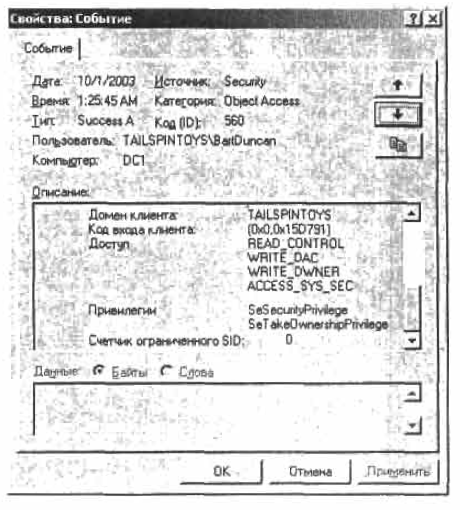 Свойства: Событие
Событие
Дата: 10/1/2003 Источник: Security
Время: 1:25:45 AM Категория: Object Access
Тип: Success A Код (ID): 560
Пользователь: TAILSPINTOYS\BartDuncan
Компьютер: DC1
Описание:
Домен клиента: TAILSPINTOYS
Код входа клиента: (0x0,0x15D791)
Доступ READ_CONTROL
WRITE_DAC
WRITE_OWNER
ACCESS_SYS_SEC
Привилегии SeSecurityPrivilege
SeTakeOwnershipPrivilege
Счетчик ограниченного SID: 0
Данные: Байты Слова
OK Отмена Применить